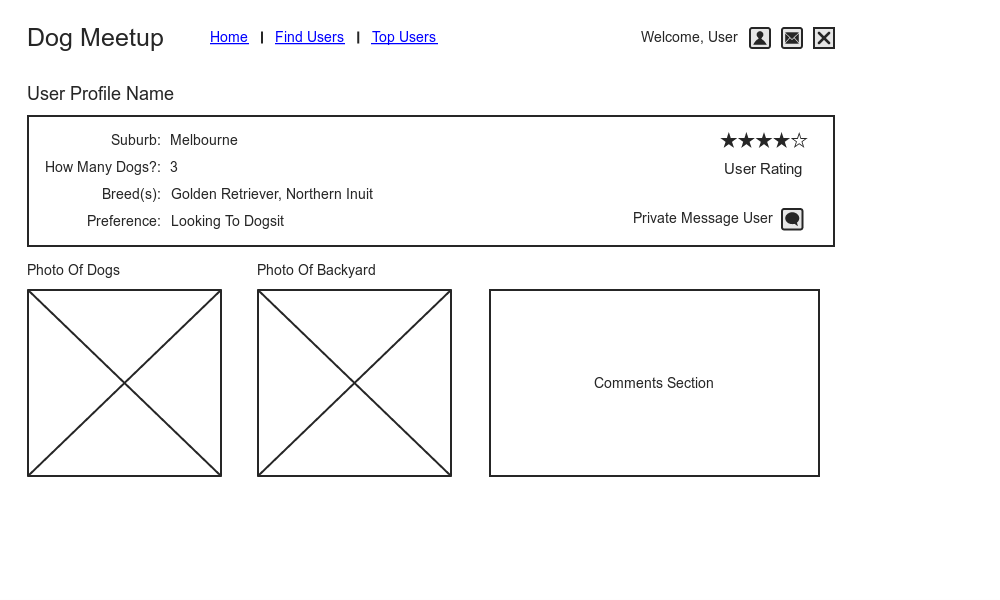 Dog Meetup
Home | Find Users | Top Users
Welcome, User
User Profile Name
Suburb: Melbourne
How Many Dogs?: 3
Breed(s): Golden Retriever, Northern Inuit
Preference: Looking To Dogsit
★★★★☆
User Rating
Private Message User
Photo Of Dogs
Photo Of Backyard
Comments Section